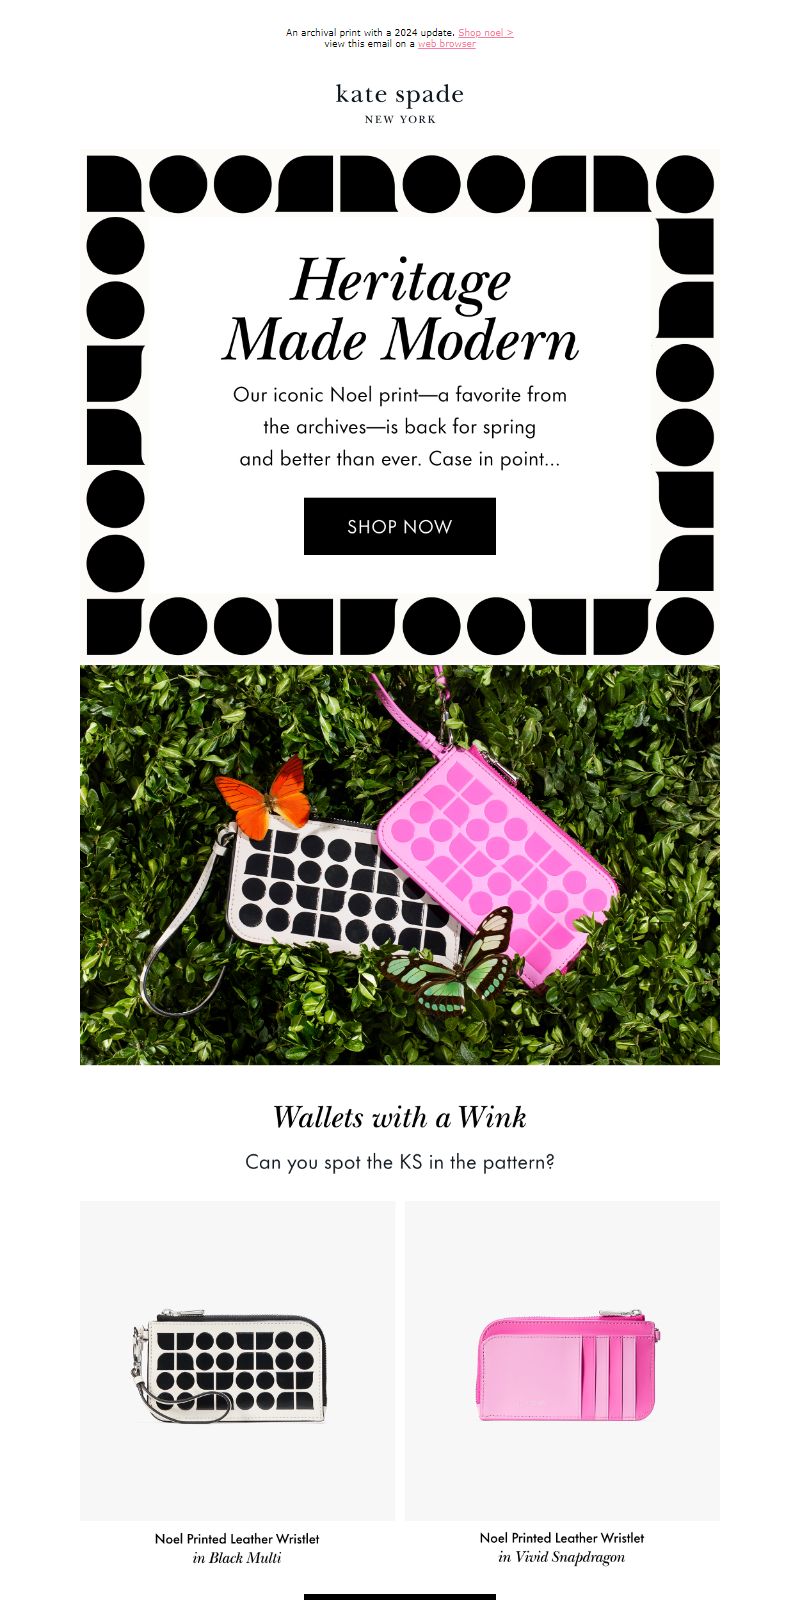 An archival print with a 2024 update. Shop noel >
view this email on a web browser
kate spade
NEW YORK
Heritage
Made Modern
Our iconic Noel print—a favorite from
the archives—is back for spring
and better than ever. Case in point...
SHOP NOW
Wallets with a Wink
Can you spot the KS in the pattern?
Noel Printed Leather Wristlet
in Black Multi
Noel Printed Leather Wristlet
in Vivid Snapdragon